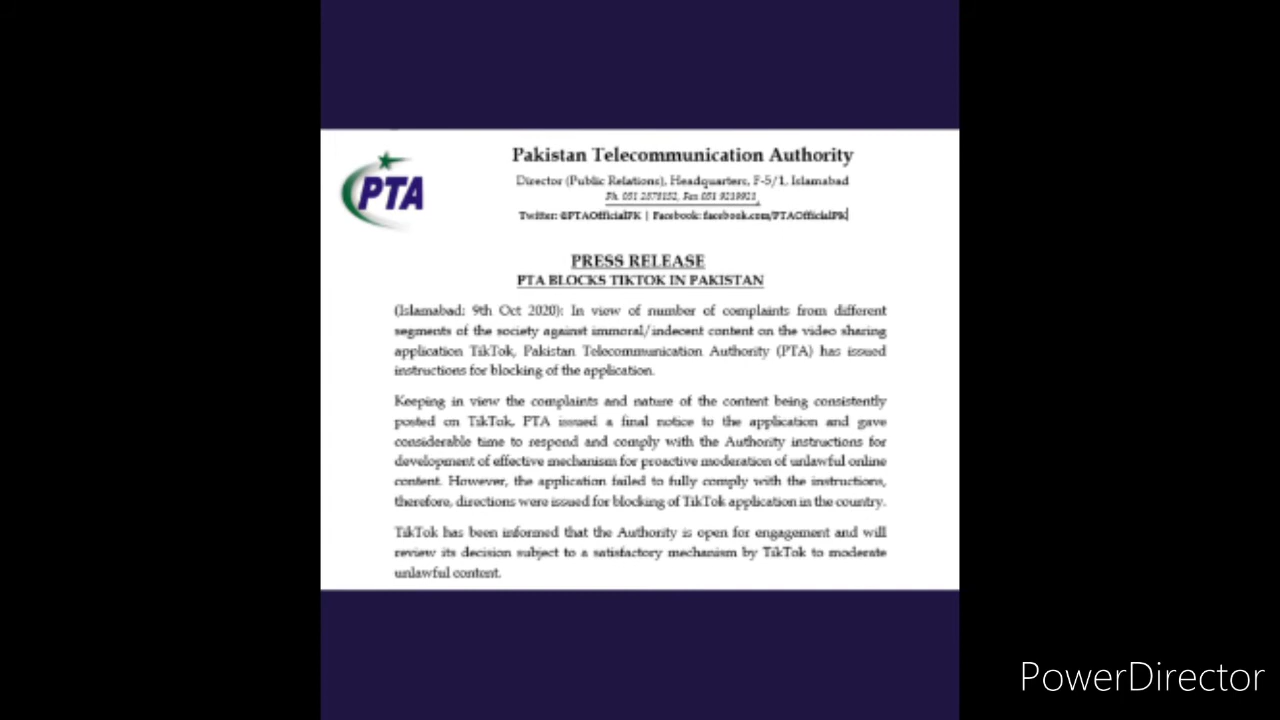 PTA
Pakistan Telecommunication Authority
Director (Public Relations), Headquarters, F-5/1, Islamabad
Ph. 051 2878152, Fax 051 9219921
Twitter: @PTAOfficialPK | Facebook: facebook.com/PTAOfficialPK
PRESS RELEASE
PTA BLOCKS TIKTOK IN PAKISTAN
(Islamabad: 9th Oct 2020): In view of number of complaints from different
segments of the society against immoral/indecent content on the video sharing
application TikTok, Pakistan Telecommunication Authority (PTA) has issued
instructions for blocking of the application.
Keeping in view the complaints and nature of the content being consistently
posted on TikTok, PTA issued a final notice to the application and gave
considerable time to respond and comply with the Authority instructions for
development of effective mechanism for proactive moderation of unlawful online
content. However, the application failed to fully comply with the instructions,
therefore, directions were issued for blocking of TikTok application in the country.
TikTok has been informed that the Authority is open for engagement and will
review its decision subject to a satisfactory mechanism by TikTok to moderate
unlawful content.
PowerDirector